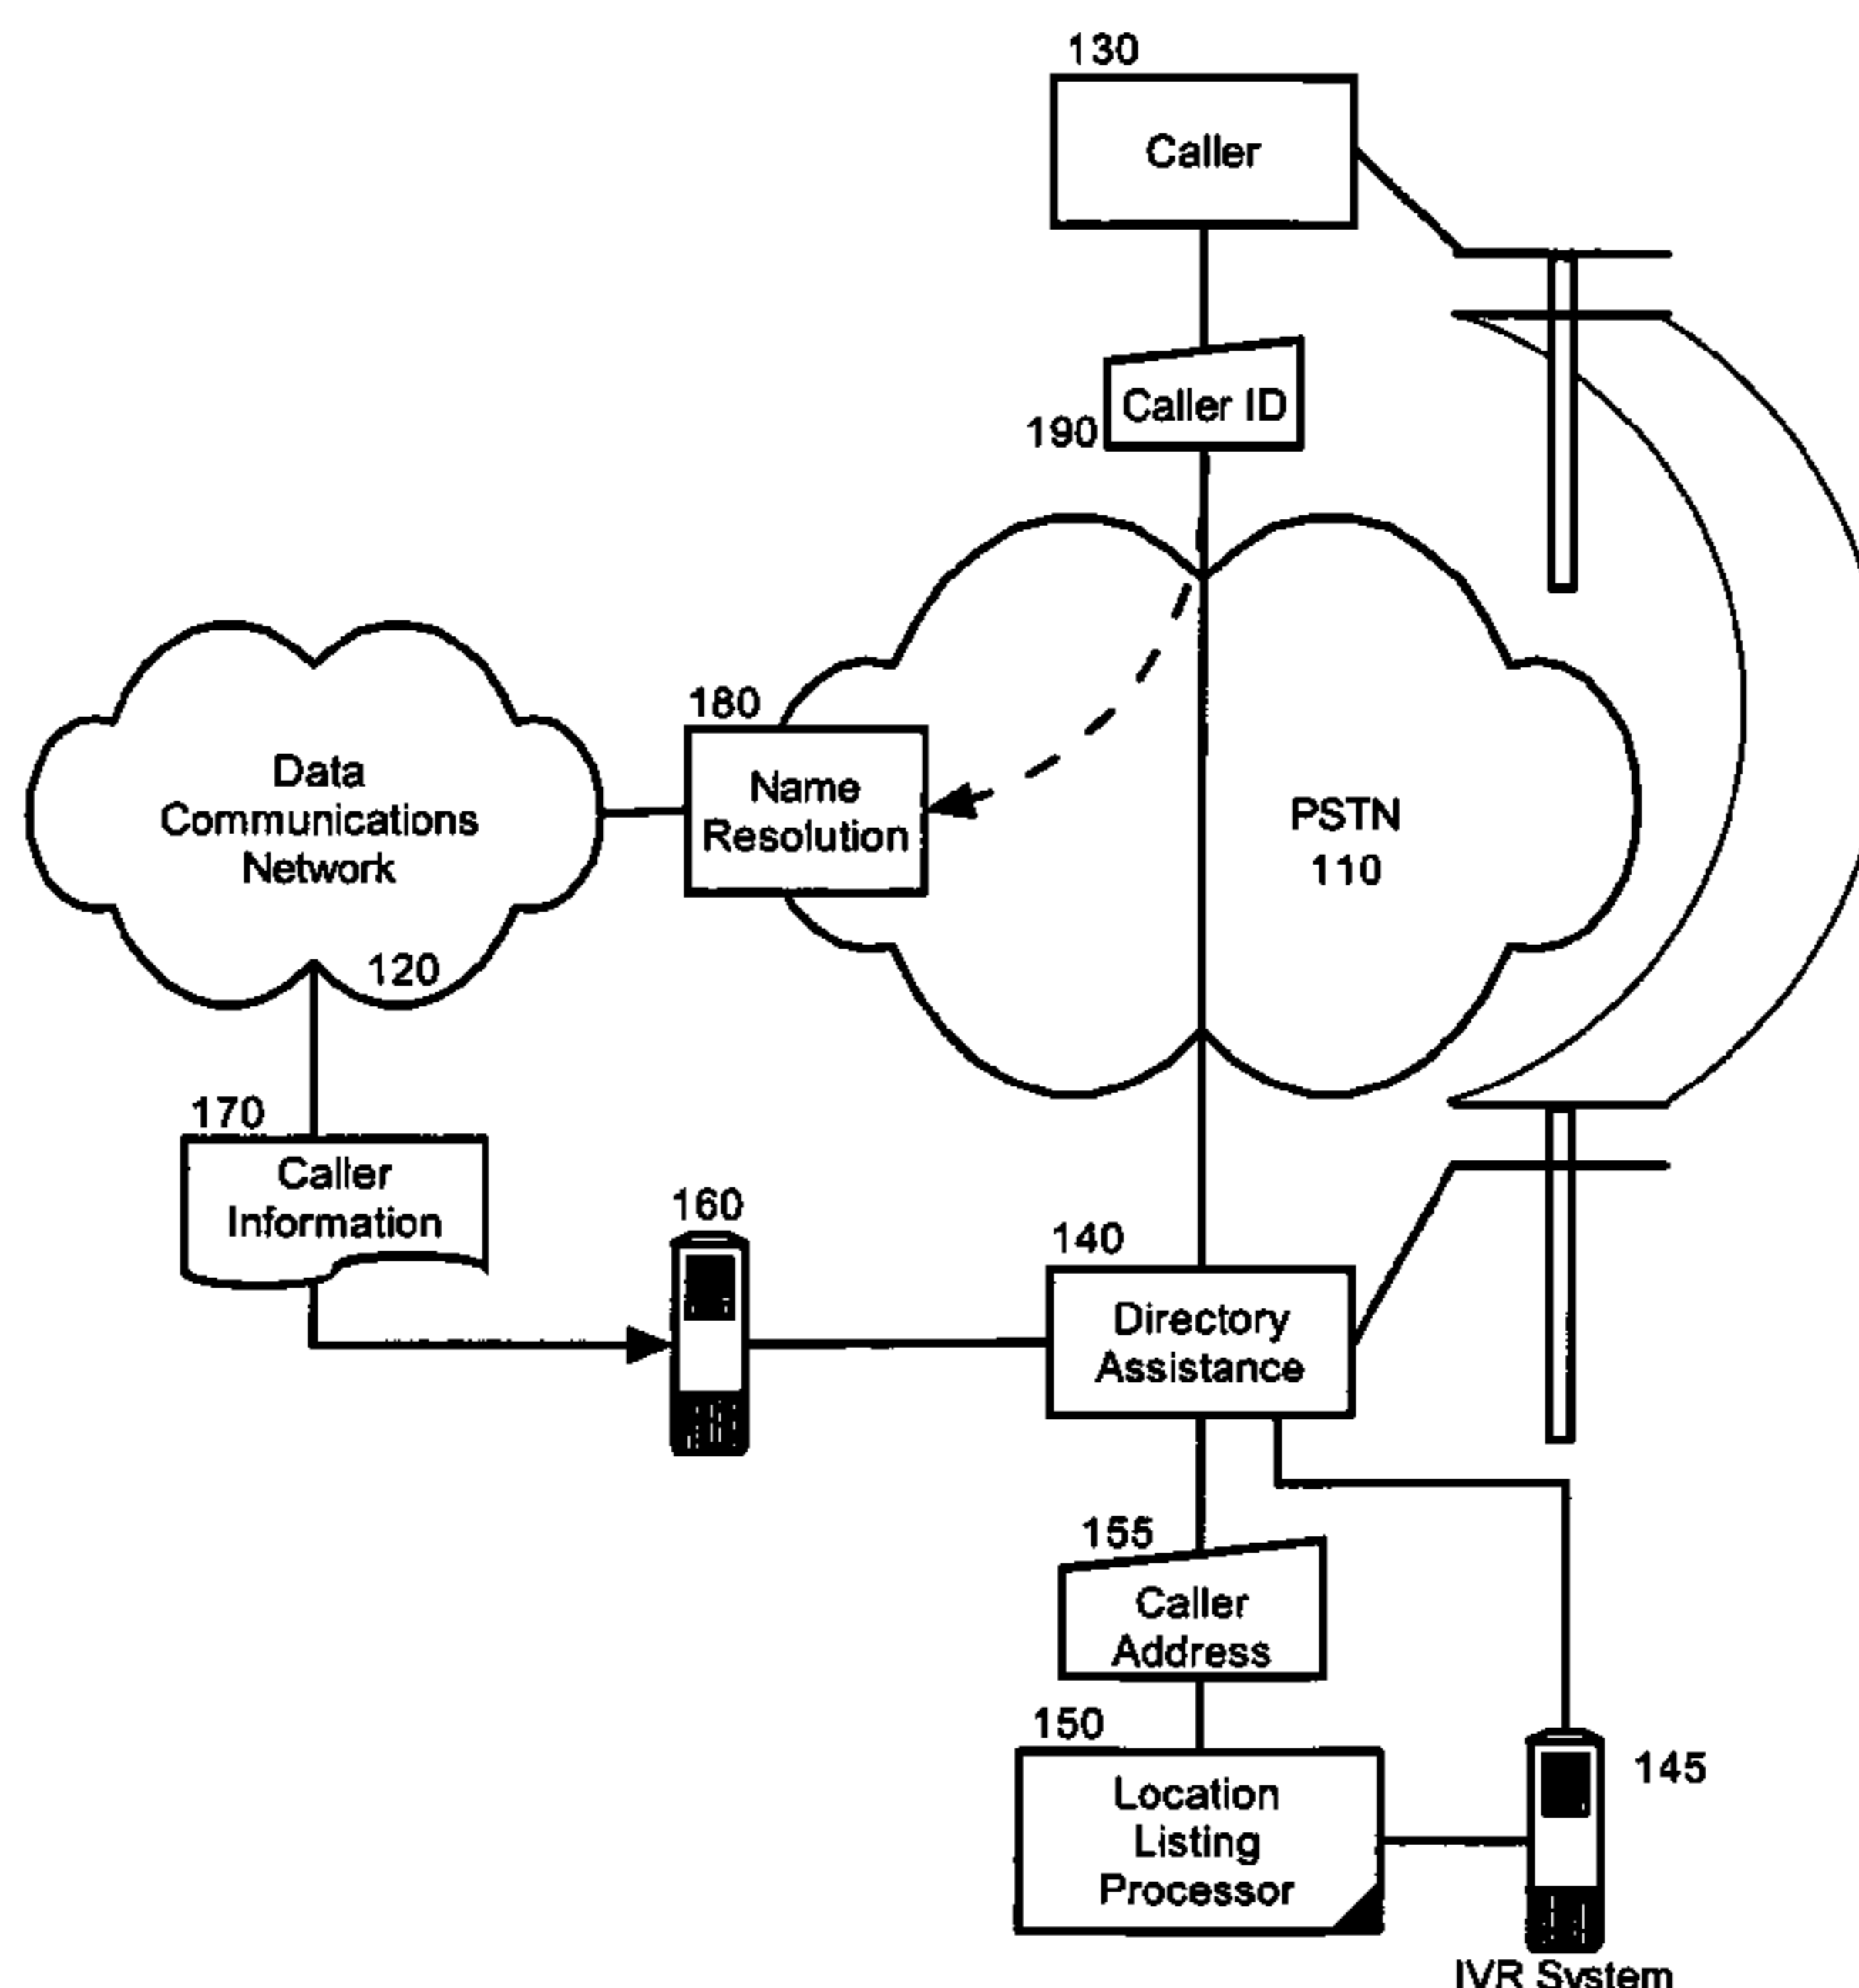 130
Caller
Caller ID
190
180
Name
Resolution
Data
Communications
Network
120
PSTN
110
170
Caller
Information
160
140
Directory
Assistance
155
Caller
Address
150
Location
Listing
Processor
145
IVR System